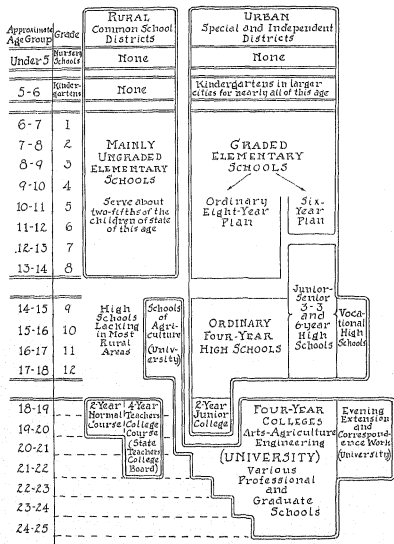 RURAL
Common School
Districts
URBAN
Special and Independent
Districts
Approximate
Age Group
Grade
Under 5
Nursery
Schools
None
None
5-6
Kinder-
gartens
None
Kindergartens in larger
cities for nearly all of this age
6-7 1
7-8 2
8-9 3
9-10 4
10-11 5
11-12 6
12-13 7
13-14 8
MAINLY
UNGRADED
ELEMENTARY
SCHOOLS
Serve about
two-fifths of the
children of state
of this age
GRADED
ELEMENTARY
SCHOOLS
Ordinary
Eight-Year
Plan
Six-
Year
Plan
14-15 9
15-16 10
16-17 11
17-18 12
High
Schools
Lacking
in Most
Rural
Areas
Schools
of
Agri-
culture
(Univer-
sity)
ORDINARY
FOUR-YEAR
HIGH SCHOOLS
Junior-
Senior
3-3
and
6-year
High
Schools
Voca-
tional
High
Schools
18-19
19-20
20-21
21-22
22-23
23-24
24-25
2-Year
Normal
Course
4-Year
Teachers
College
Course
(State
Teachers
College
Board)
2-Year
Junior
College
FOUR-YEAR
COLLEGES
Arts-Agriculture
Engineering
(UNIVERSITY)
Various
Professional
and
Graduate
Schools
Evening
Extension
and
Correspond-
ence Work
(University)